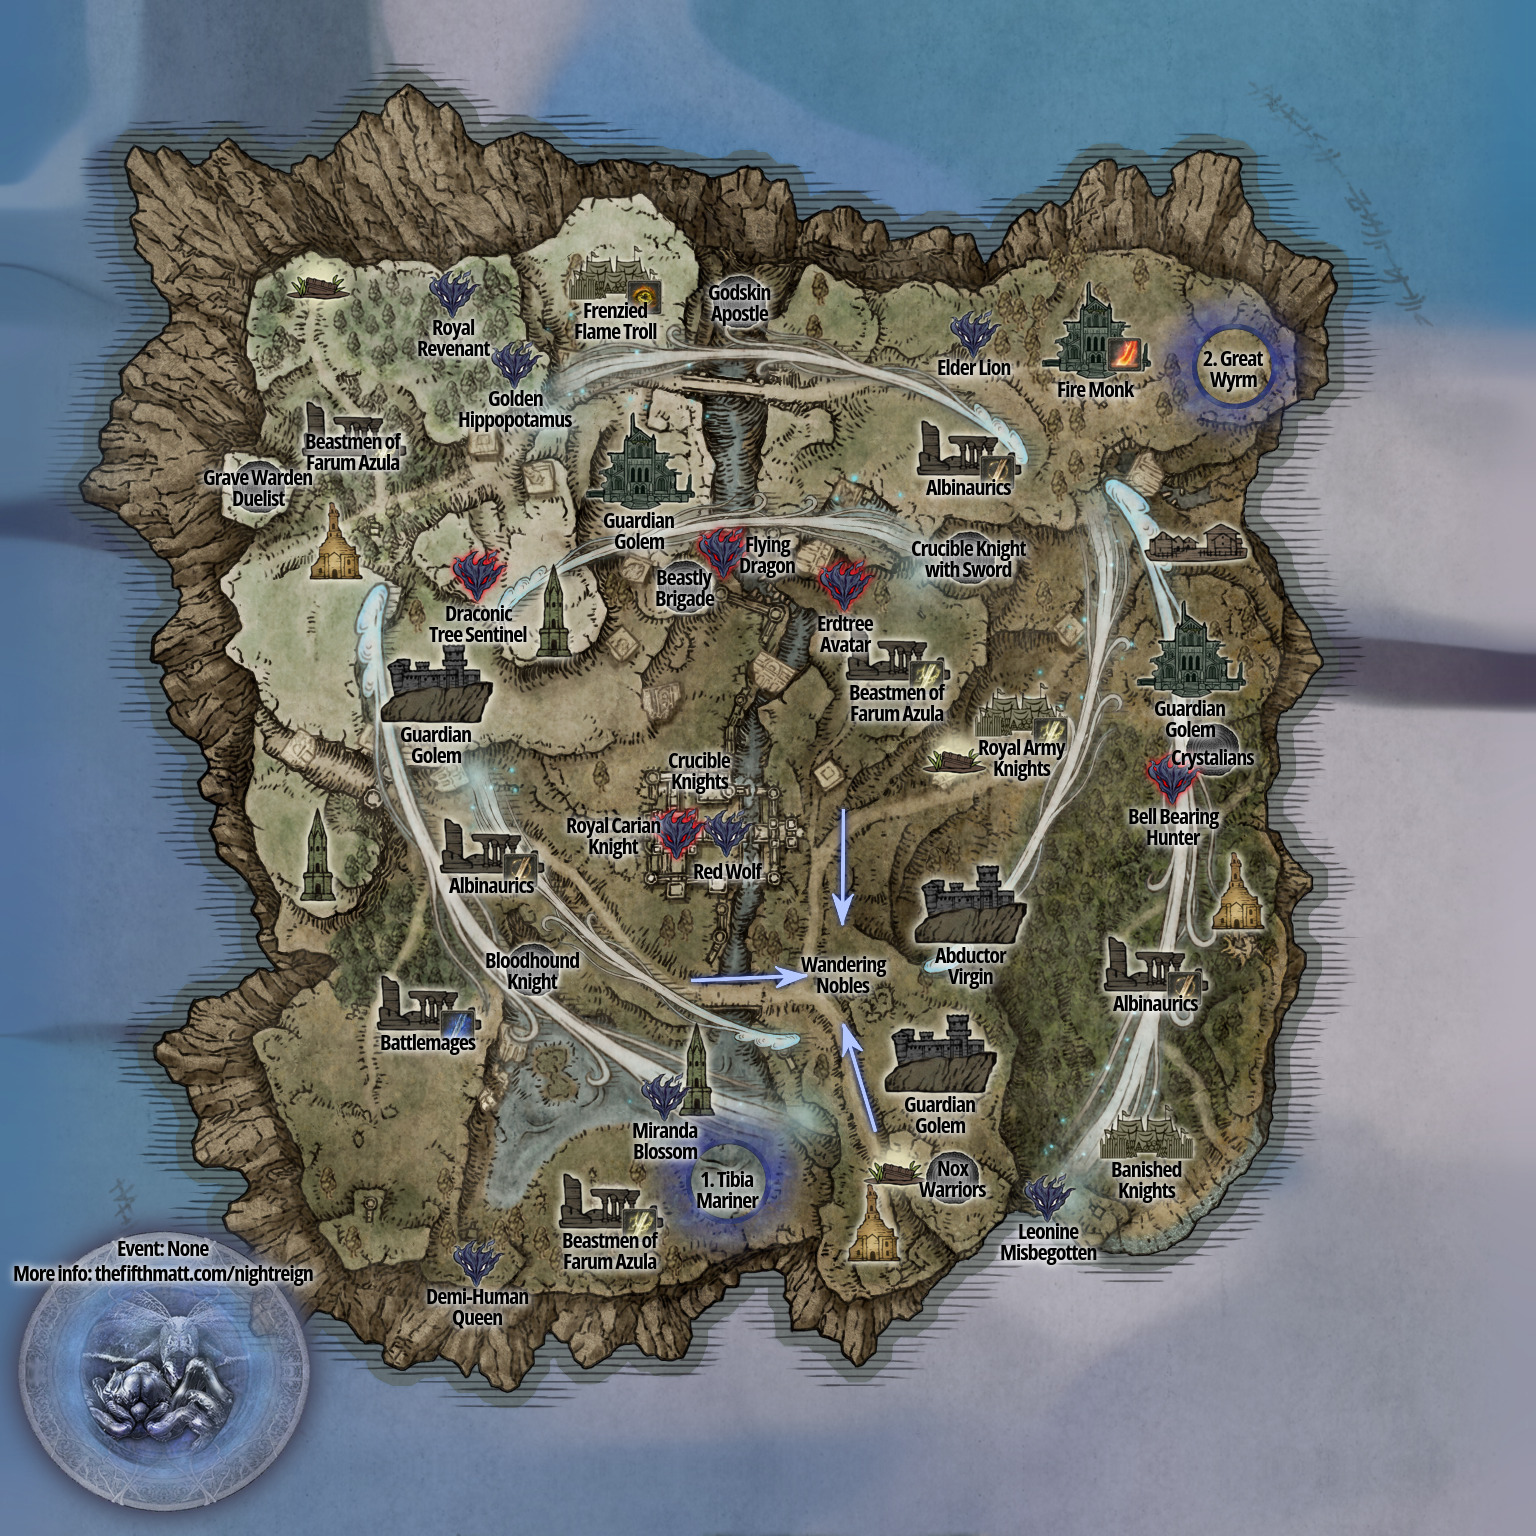 Godskin
Apostle
Frenzied
Flame Troll
Royal
Revenant
Elder Lion
2. Great
Wyrm
Fire Monk
Golden
Hippopotamus
Beastmen of
Farum Azula
Grave Warden
Duelist
Albinaurics
Guardian
Golem
Flying
Dragon
Crucible Knight
with Sword
Beastly
Brigade
Draconic
Tree Sentinel
Erdtree
Avatar
Beastmen of
Farum Azula
Guardian
Golem
Guardian
Golem
Royal Army
Knights
Crystalians
Crucible
Knights
Bell Bearing
Hunter
Royal Carian
Knight
Red Wolf
Albinaurics
Bloodhound
Knight
Wandering
Nobles
Abductor
Virgin
Albinaurics
Battlemages
Guardian
Golem
Miranda
Blossom
1. Tibia
Mariner
Nox
Warriors
Banished
Knights
Leonine
Misbegotten
Beastmen of
Farum Azula
Demi-Human
Queen
Event: None
More info: thefifthmatt.com/nightreign